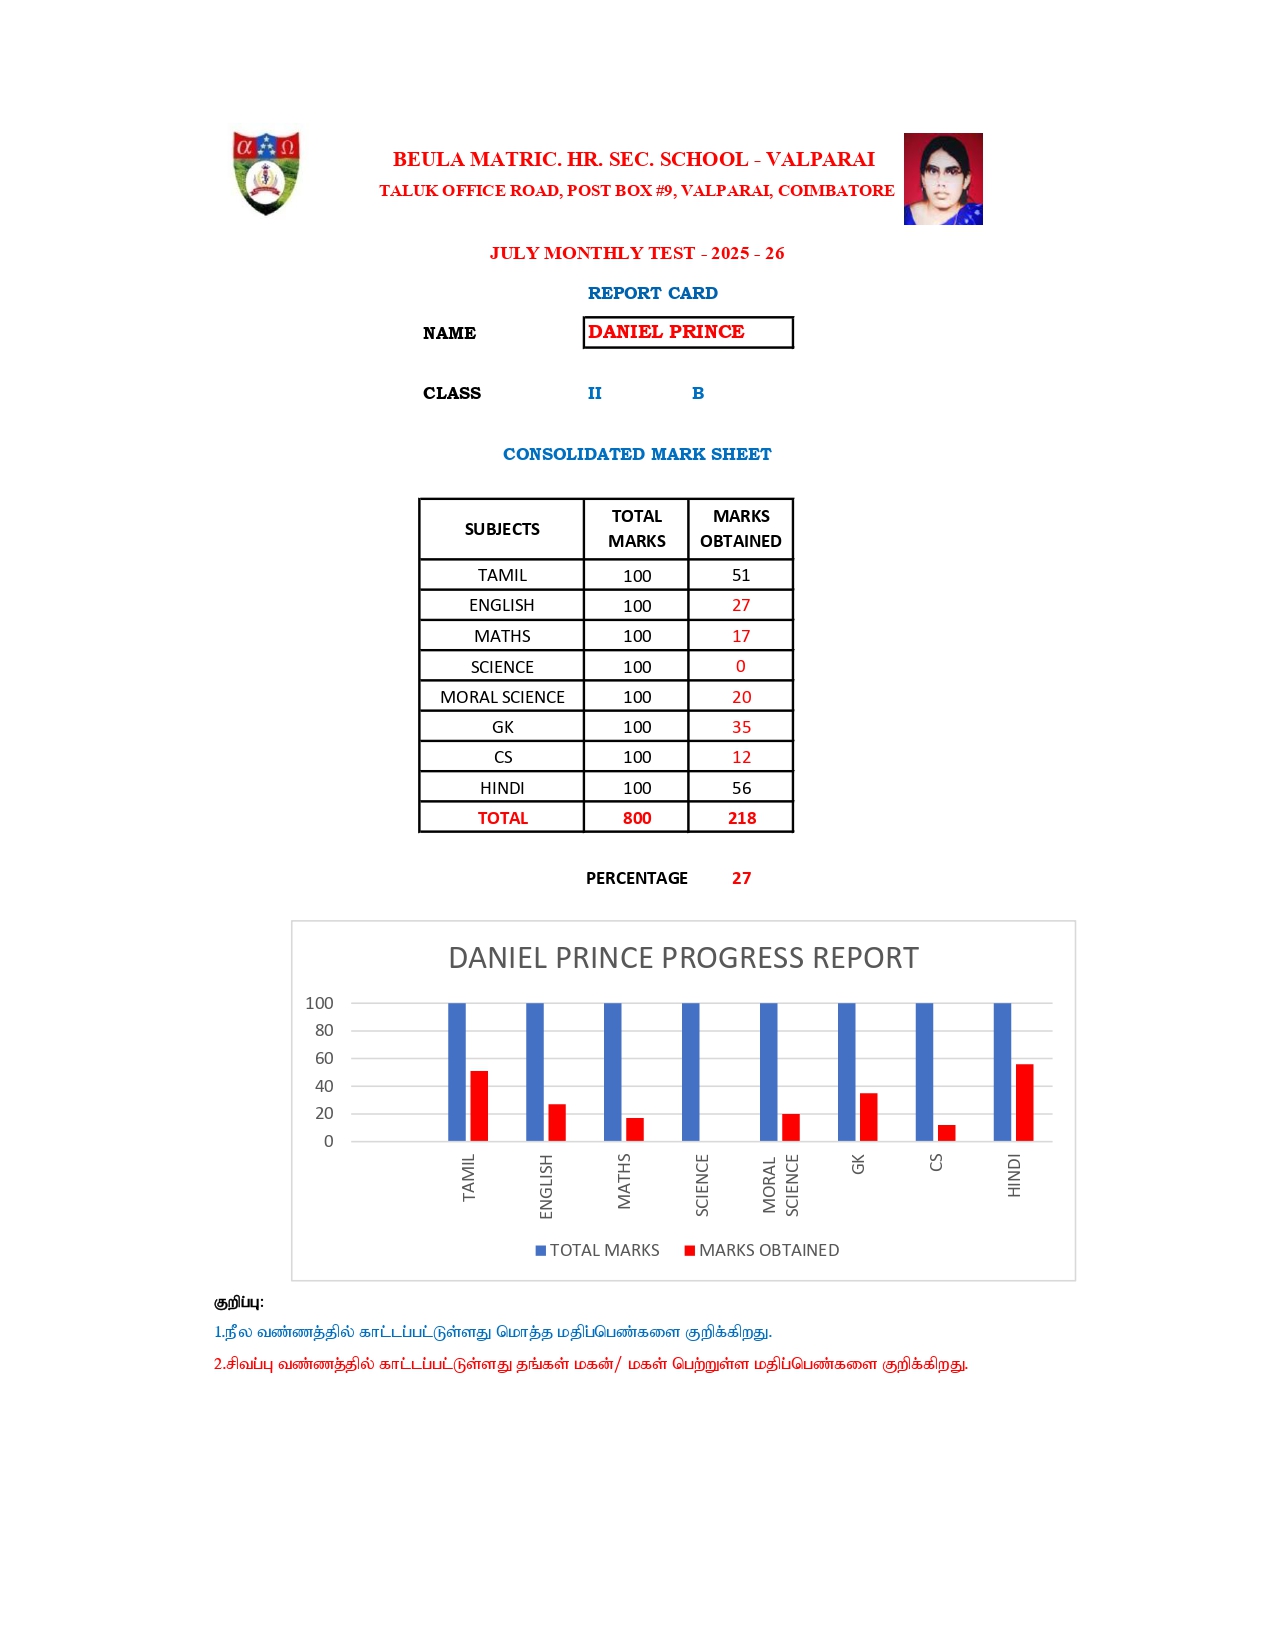 α Ω
BEULA MATRIC. HR. SEC. SCHOOL - VALPARAI
TALUK OFFICE ROAD, POST BOX #9, VALPARAI, COIMBATORE
JULY MONTHLY TEST - 2025 - 26
REPORT CARD
NAME DANIEL PRINCE
CLASS II B
CONSOLIDATED MARK SHEET
SUBJECTS TOTAL MARKS MARKS OBTAINED
TAMIL 100 51
ENGLISH 100 27
MATHS 100 17
SCIENCE 100 0
MORAL SCIENCE 100 20
GK 100 35
CS 100 12
HINDI 100 56
TOTAL 800 218
PERCENTAGE 27
DANIEL PRINCE PROGRESS REPORT
100
80
60
40
20
0
TAMIL ENGLISH MATHS SCIENCE MORAL SCIENCE GK CS HINDI
TOTAL MARKS MARKS OBTAINED
குறிப்பு:
1.நீல வண்ணத்தில் காட்டப்பட்டுள்ளது மொத்த மதிப்பெண்களை குறிக்கிறது.
2.சிவப்பு வண்ணத்தில் காட்டப்பட்டுள்ளது தங்கள் மகன்/ மகள் பெற்றுள்ள மதிப்பெண்களை குறிக்கிறது.